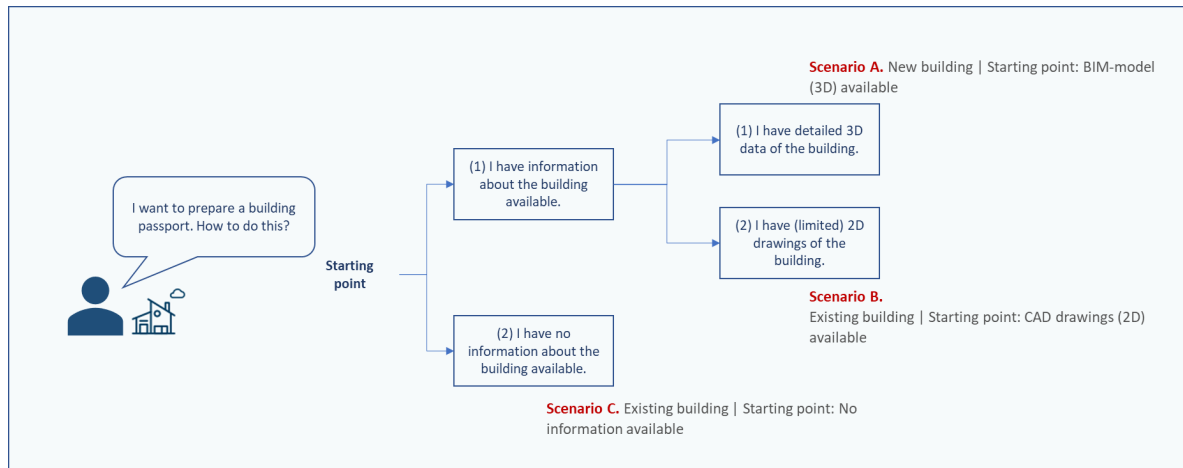 Scenario A. New building | Starting point: BIM-model
(3D) available
(1) I have detailed 3D
data of the building.
(1) I have information
about the building
available.
I want to prepare a building
passport. How to do this?
(2) I have (limited) 2D
drawings of the
building.
Starting
point
Scenario B.
Existing building | Starting point: CAD drawings (2D)
available
(2) I have no
information about the
building available.
Scenario C. Existing building | Starting point: No
information available